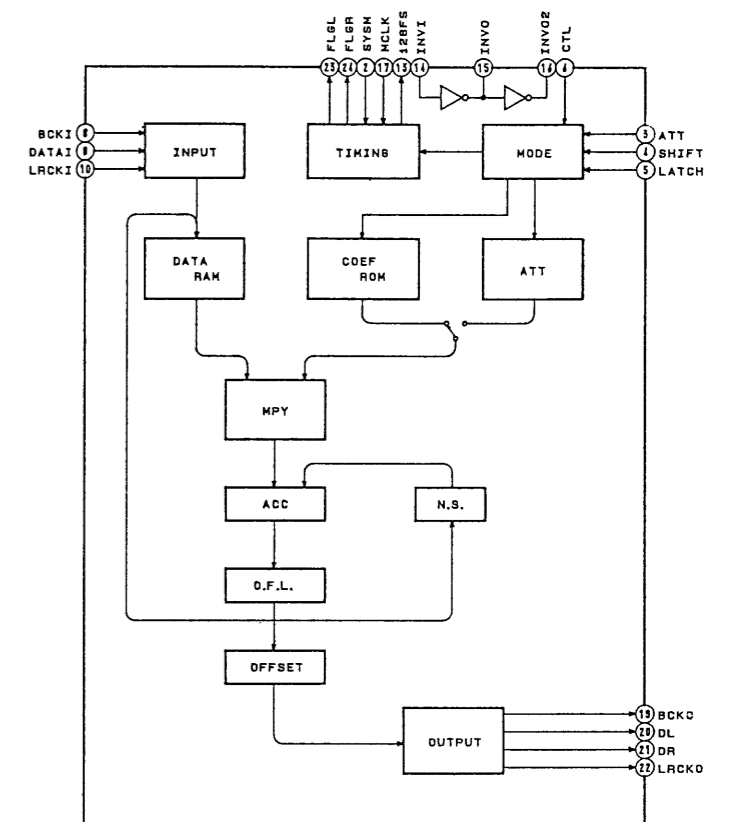 FLGL
FLGR
SYSM
MCLK
128FS
INVI
INVO
INVO2
CTL
23
24
2
17
13
14
15
16
6
BCKI
DATAI
LRCKI
10
INPUT
TIMING
MODE
3 ATT
4 SHIFT
5 LATCH
DATA
RAM
COEF
ROM
ATT
MPY
ACC
N.S.
O.F.L.
OFFSET
OUTPUT
19 BCKO
20 DL
21 DR
22 LRCKO